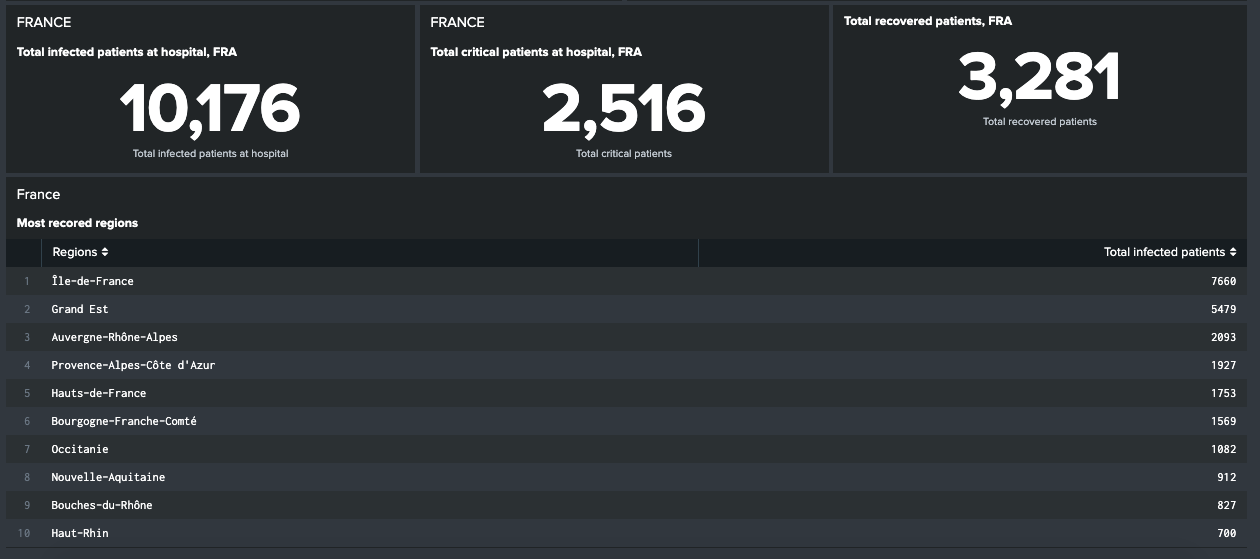 FRANCE
Total infected patients at hospital, FRA
10,176
Total infected patients at hospital
FRANCE
Total critical patients at hospital, FRA
2,516
Total critical patients
Total recovered patients, FRA
3,281
Total recovered patients
France
Most recored regions
Regions Total infected patients
1 Île-de-France 7660
2 Grand Est 5479
3 Auvergne-Rhône-Alpes 2093
4 Provence-Alpes-Côte d'Azur 1927
5 Hauts-de-France 1753
6 Bourgogne-Franche-Comté 1569
7 Occitanie 1082
8 Nouvelle-Aquitaine 912
9 Bouches-du-Rhône 827
10 Haut-Rhin 700